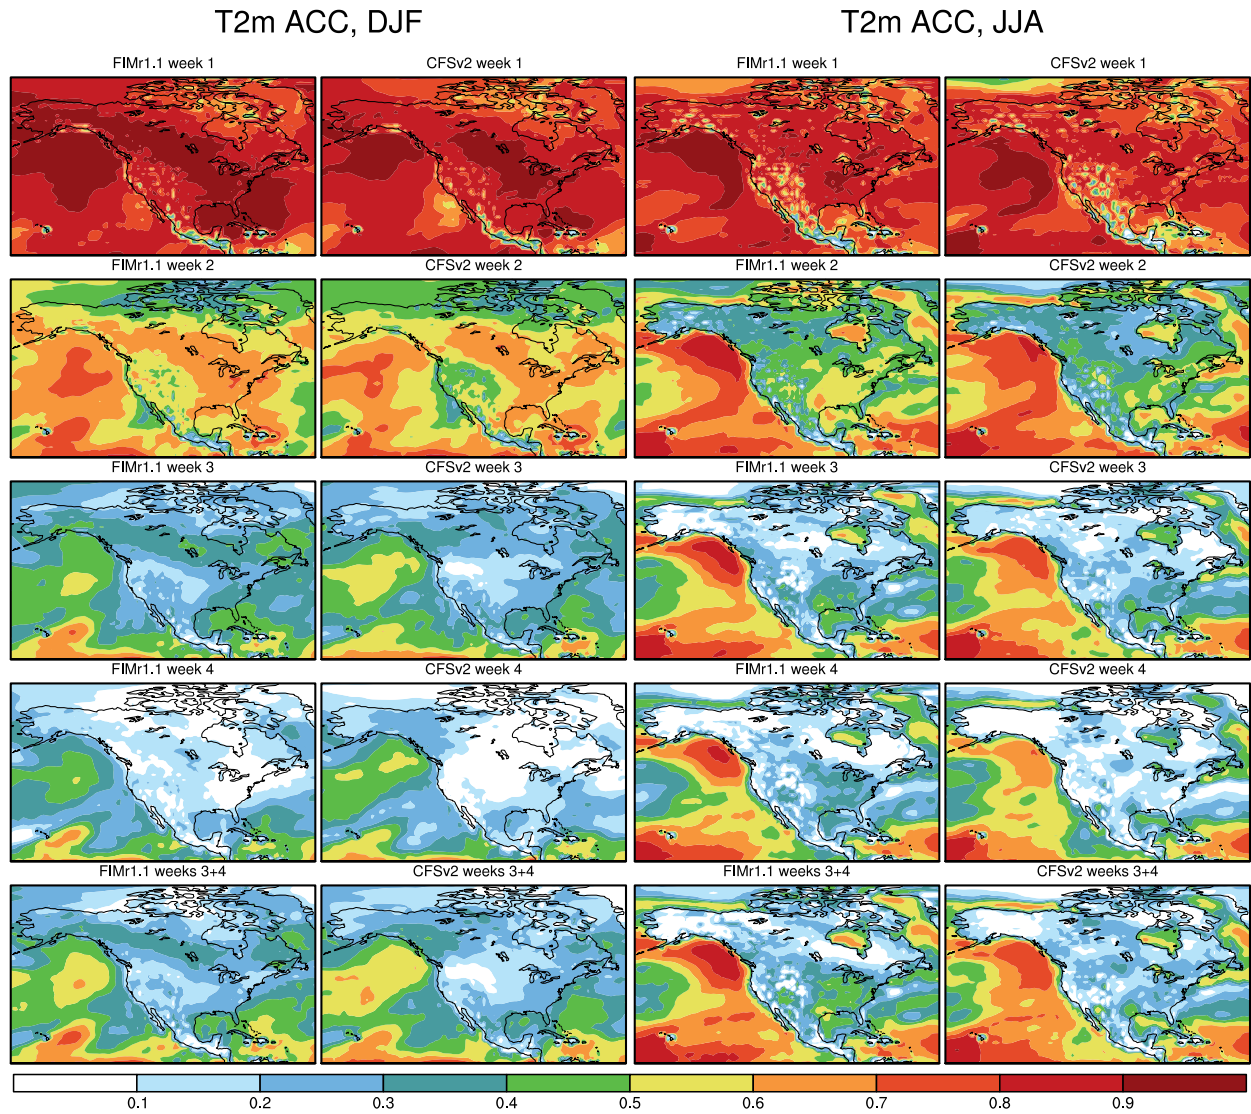 T2m ACC, DJF T2m ACC, JJA
FIMr1.1 week 1 CFSv2 week 1 FIMr1.1 week 1 CFSv2 week 1
FIMr1.1 week 2 CFSv2 week 2 FIMr1.1 week 2 CFSv2 week 2
FIMr1.1 week 3 CFSv2 week 3 FIMr1.1 week 3 CFSv2 week 3
FIMr1.1 week 4 CFSv2 week 4 FIMr1.1 week 4 CFSv2 week 4
FIMr1.1 weeks 3+4 CFSv2 weeks 3+4 FIMr1.1 weeks 3+4 CFSv2 weeks 3+4
0.1 0.2 0.3 0.4 0.5 0.6 0.7 0.8 0.9